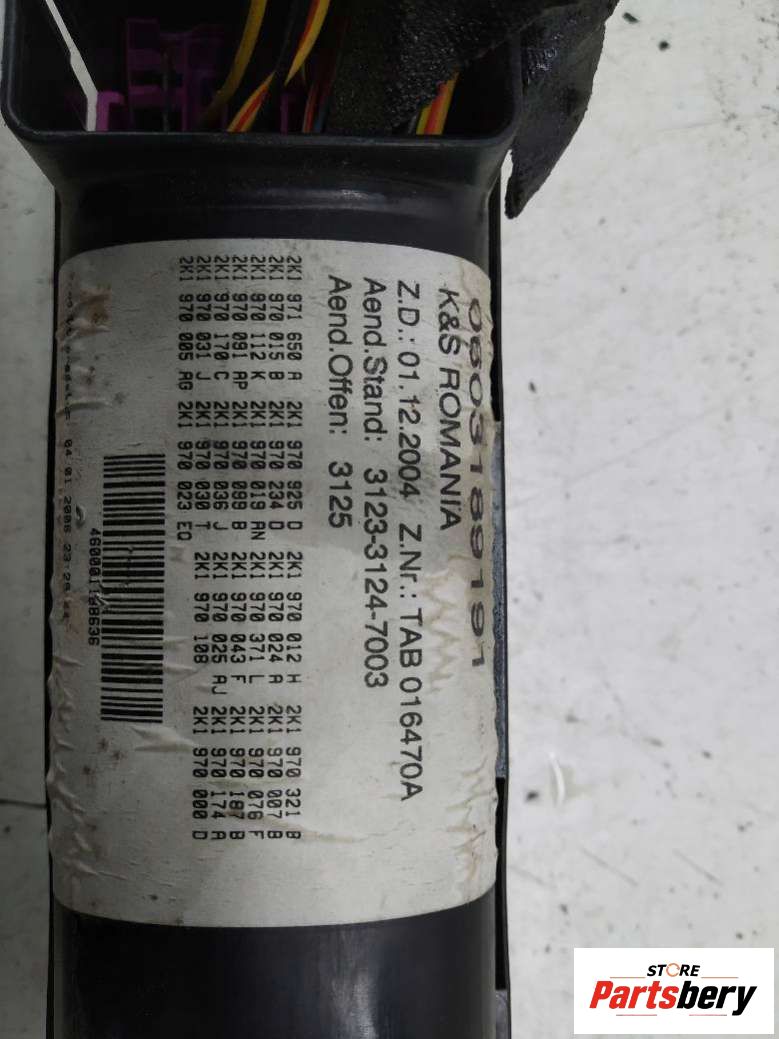 0603189191
K&S ROMANIA
Z.D.: 01.12.2004 Z.Nr.: TAB 016470A
Aend.Stand: 3123-3124-7003
Aend.Offen: 3125
2K1 971 650 A 2K1 970 925 D 2K1 970 012 H 2K1 970 321 B
2K1 970 015 B 2K1 970 234 D 2K1 970 024 A 2K1 970 007 B
2K1 970 112 K 2K1 970 019 AN 2K1 970 371 L 2K1 970 076 F
2K1 970 091 AP 2K1 970 099 B 2K1 970 043 F 2K1 970 187 B
2K1 970 170 C 2K1 970 036 J 2K1 970 025 AJ 2K1 970 174 A
2K1 970 031 J 2K1 970 030 T 2K1 970 108 2K1 970 000 D
2K1 970 005 AG 2K1 970 023 EQ
04 01 2006
STORE
Partsbery